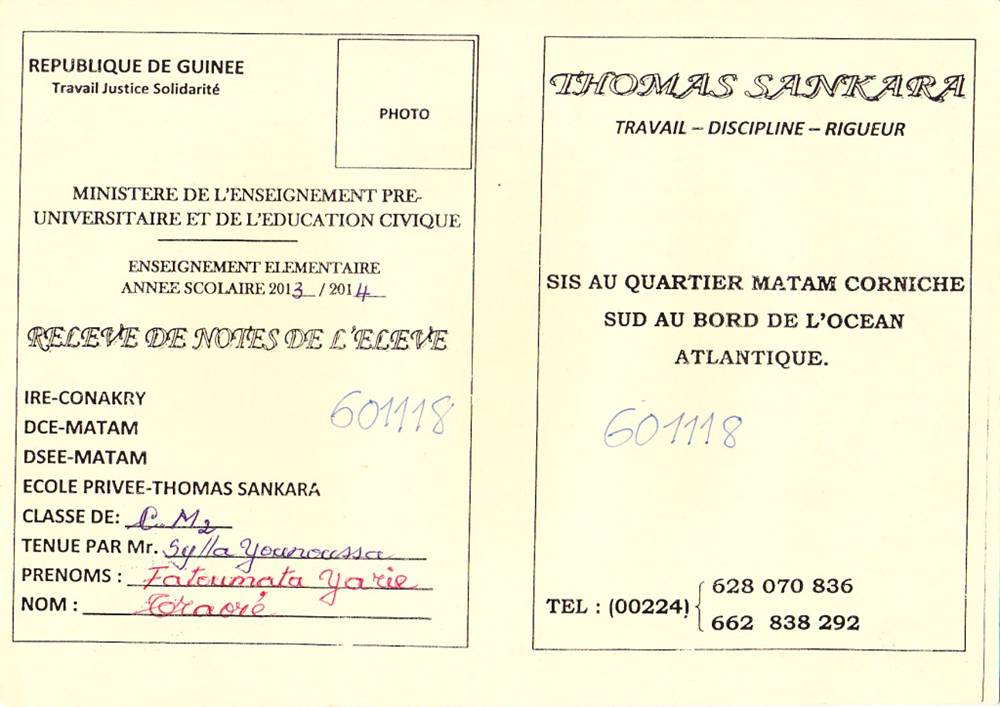 REPUBLIQUE DE GUINEE
Travail Justice Solidarité
PHOTO
MINISTERE DE L'ENSEIGNEMENT PRE-
UNIVERSITAIRE ET DE L'EDUCATION CIVIQUE
ENSEIGNEMENT ELEMENTAIRE
ANNEE SCOLAIRE 2013 / 2014
RELEVE DE NOTES DE L'ELEVE
IRE-CONAKRY
601118
DCE-MATAM
DSEE-MATAM
ECOLE PRIVEE-THOMAS SANKARA
CLASSE DE: C.M2
TENUE PAR Mr. Sylla Younoussa
PRENOMS : Fatoumata Yarie
NOM : Traoré
THOMAS SANKARA
TRAVAIL – DISCIPLINE – RIGUEUR
SIS AU QUARTIER MATAM CORNICHE
SUD AU BORD DE L'OCEAN
ATLANTIQUE.
601118
TEL : (00224) 628 070 836
662 838 292